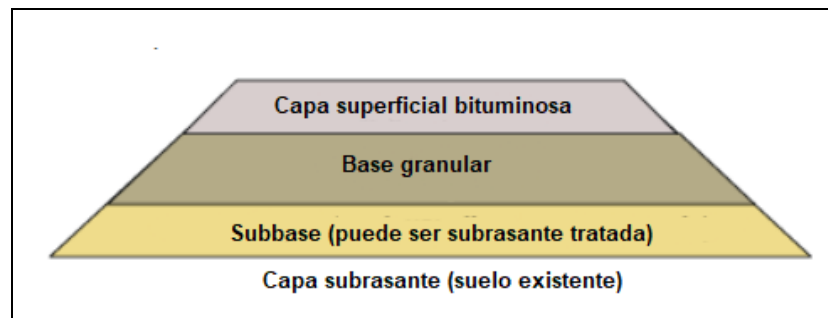 Capa superficial bituminosa
Base granular
Subbase (puede ser subrasante tratada)
Capa subrasante (suelo existente)